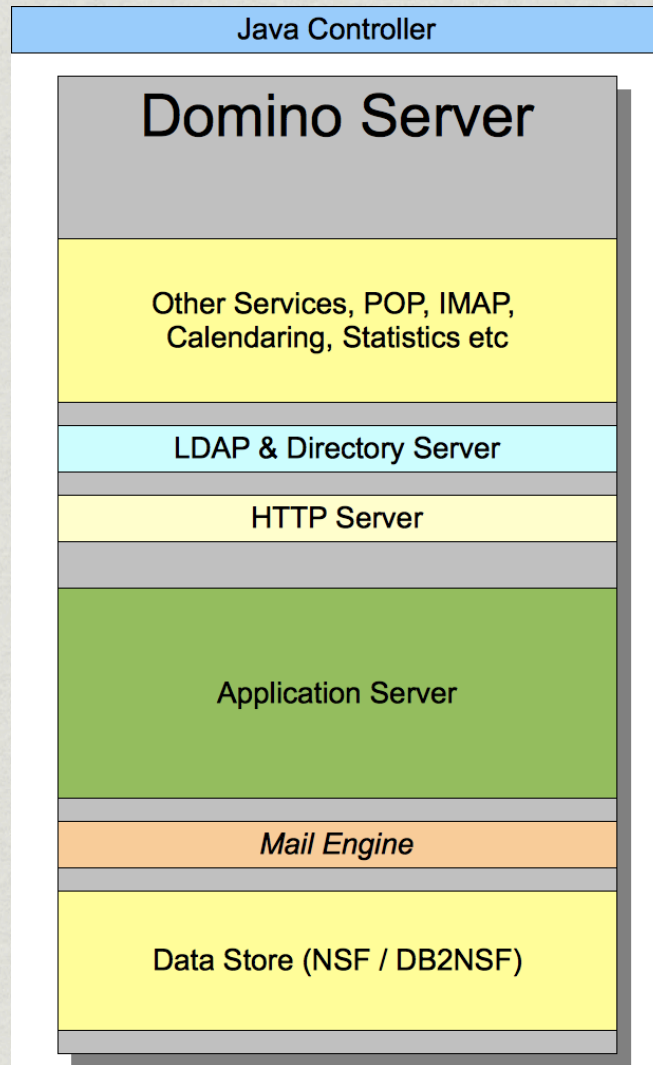 Java Controller
Domino Server
Other Services, POP, IMAP,
Calendaring, Statistics etc
LDAP & Directory Server
HTTP Server
Application Server
Mail Engine
Data Store (NSF / DB2NSF)